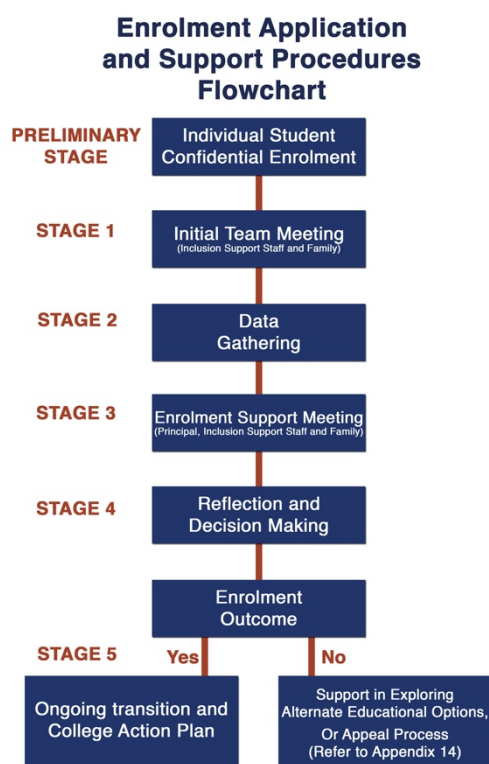 Enrolment Application
and Support Procedures
Flowchart
PRELIMINARY
STAGE
Individual Student
Confidential Enrolment
STAGE 1
Initial Team Meeting
(Inclusion Support Staff and Family)
STAGE 2
Data
Gathering
STAGE 3
Enrolment Support Meeting
(Principal, Inclusion Support Staff and Family)
STAGE 4
Reflection and
Decision Making
Enrolment
Outcome
STAGE 5
Yes
No
Ongoing transition and
College Action Plan
Support in Exploring
Alternate Educational Options,
Or Appeal Process
(Refer to Appendix 14)